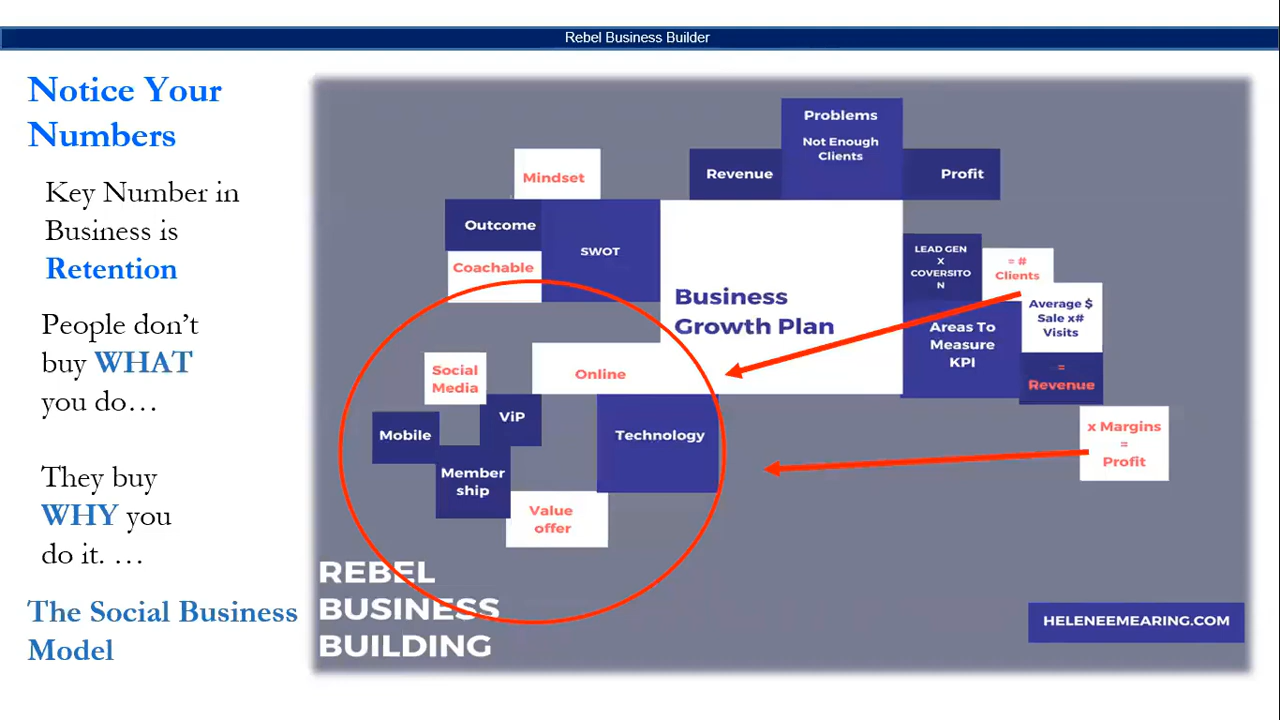 Rebel Business Builder
Notice Your
Numbers
Key Number in
Business is
Retention
People don't
buy WHAT
you do…
They buy
WHY you
do it. …
The Social Business
Model
Problems
Not Enough
Clients
Revenue
Profit
Mindset
Outcome
SWOT
Coachable
Business
Growth Plan
LEAD GEN
X
COVERSITO
N
= #
Clients
Average $
Sale x#
Visits
Areas To
Measure
KPI
=
Revenue
x Margins
=
Profit
Online
Social
Media
ViP
Mobile
Technology
Member
ship
Value
offer
REBEL
BUSINESS
BUILDING
HELENEEMEARING.COM